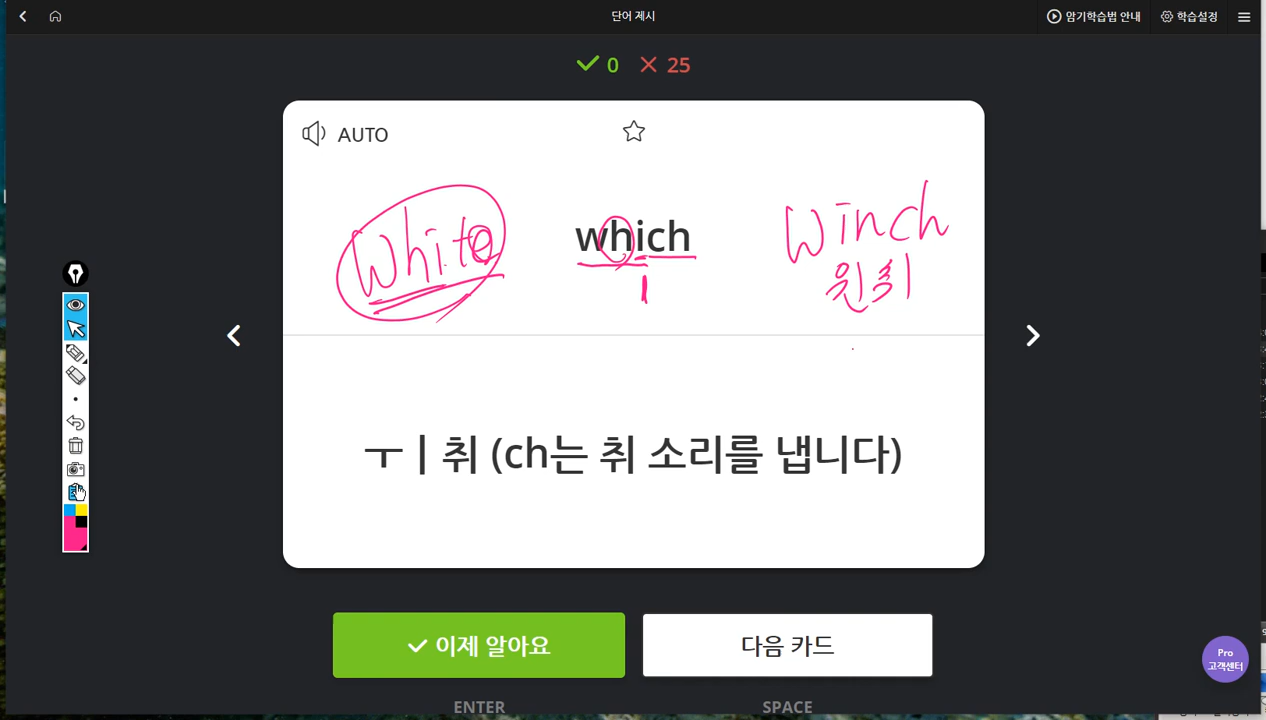 단어 제시
암기학습법 안내
학습설정
0 25
AUTO
White
which
winch
윈취
ㅣ
ㅜㅣ취 (ch는 취 소리를 냅니다)
이제 알아요
다음 카드
ENTER
SPACE
Pro
고객센터